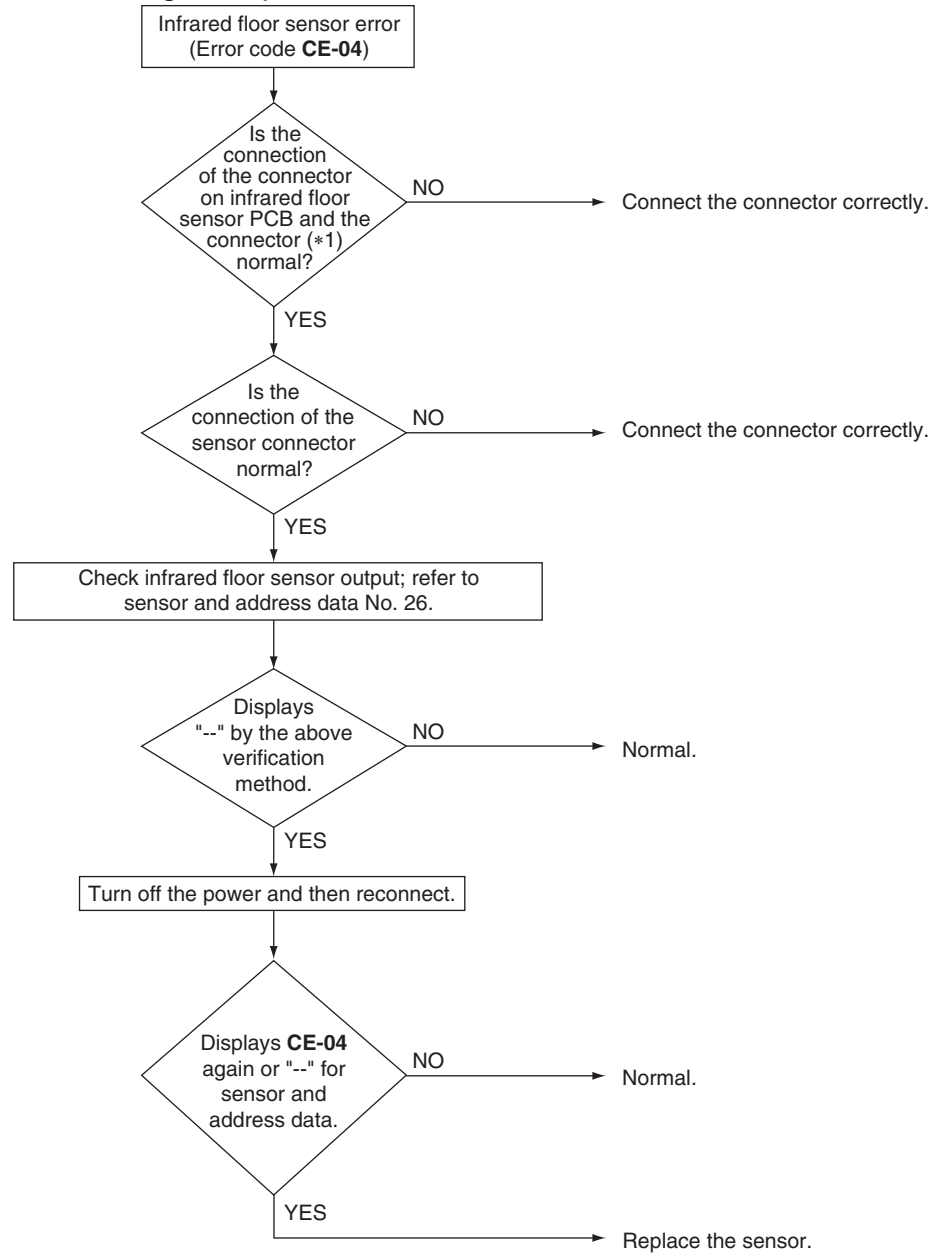 Infrared floor sensor error
(Error code CE-04)
Is the
connection
of the connector
on infrared floor
sensor PCB and the
connector (*1)
normal?
NO
Connect the connector correctly.
YES
Is the
connection of the
sensor connector
normal?
NO
Connect the connector correctly.
YES
Check infrared floor sensor output; refer to
sensor and address data No. 26.
Displays
"--" by the above
verification
method.
NO
Normal.
YES
Turn off the power and then reconnect.
Displays CE-04
again or "--" for
sensor and
address data.
NO
Normal.
YES
Replace the sensor.